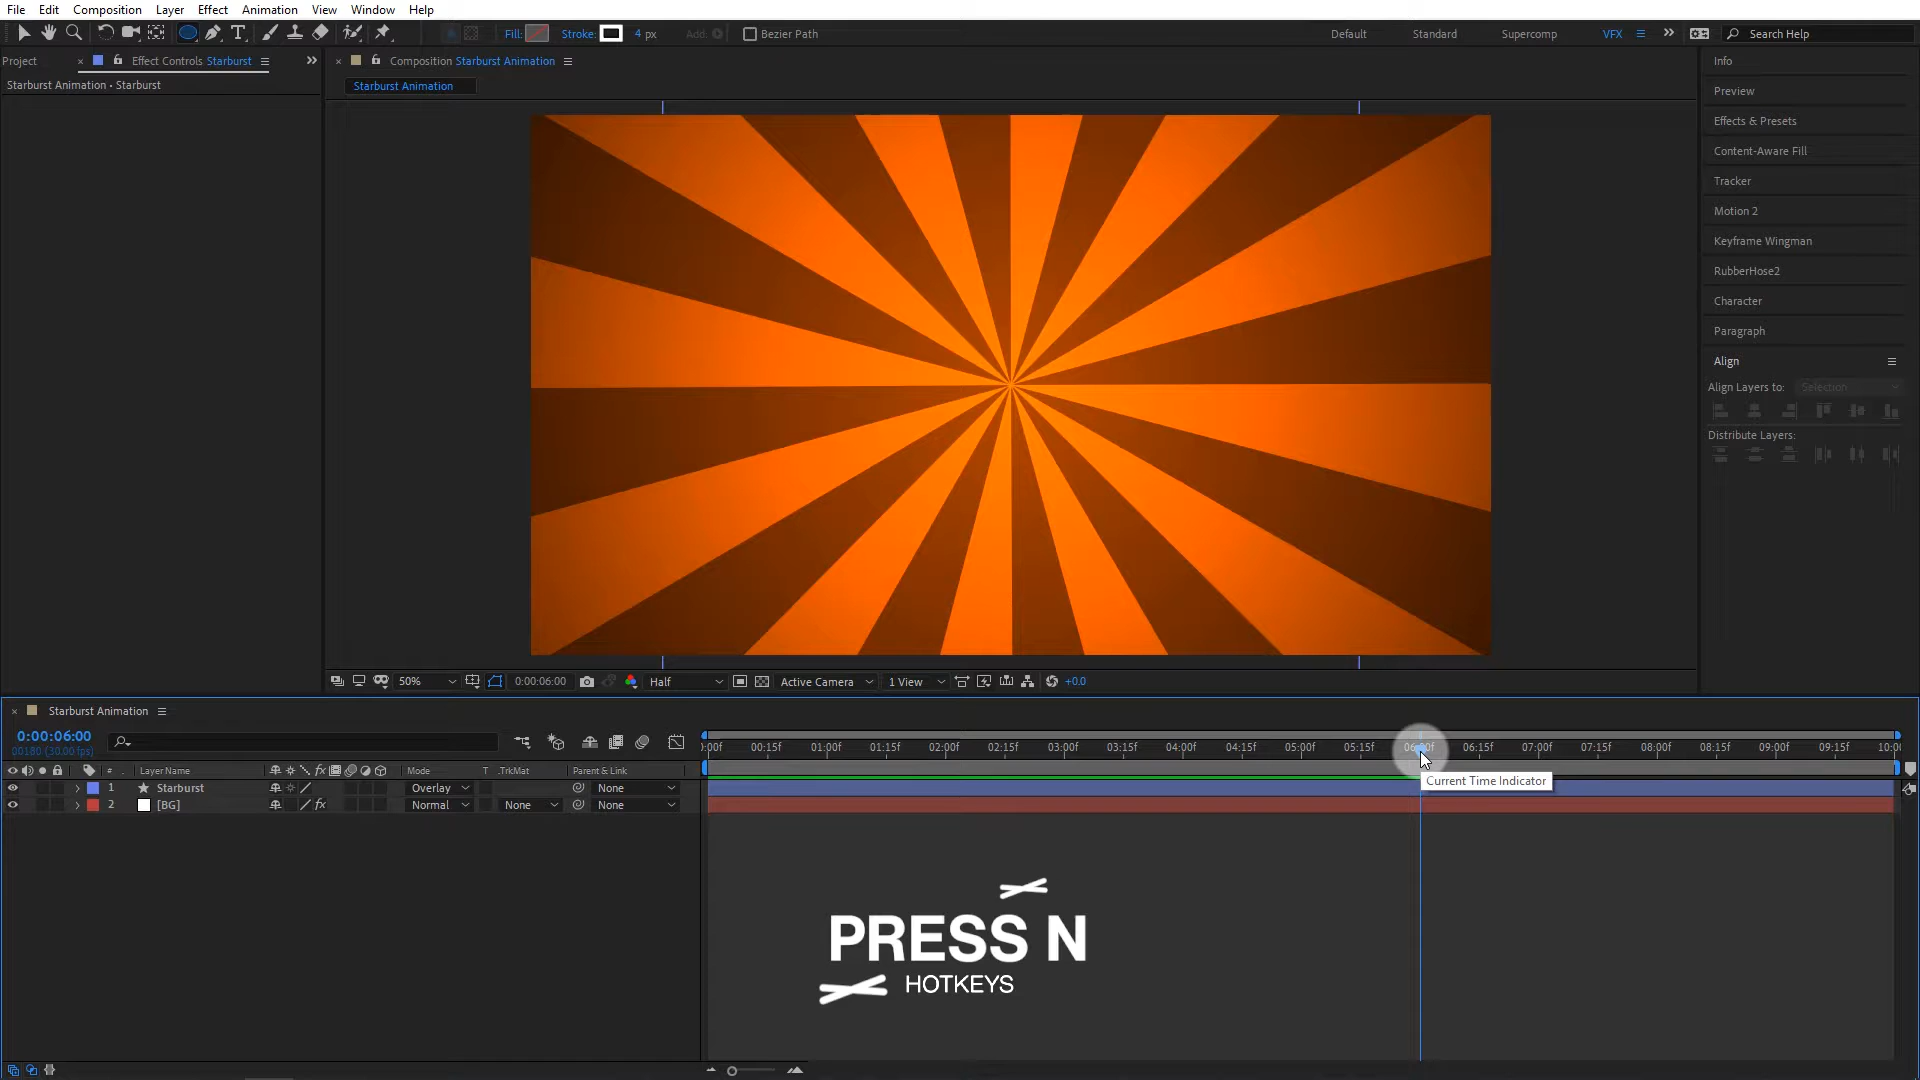 File Edit Composition Layer Effect Animation View Window Help
Fill: Stroke: 4 px Add: Bezier Path Default Standard Supercomp VFX Search Help
Project Effect Controls Starburst Composition Starburst Animation
Starburst Animation • Starburst
Starburst Animation
Info
Preview
Effects & Presets
Content-Aware Fill
Tracker
Motion 2
Keyframe Wingman
RubberHose2
Character
Paragraph
Align
Align Layers to: Selection
Distribute Layers:
50% 0:00:06:00 Half Active Camera 1 View +0.0
Starburst Animation
0:00:06:00
00180 (30.00 fps)
:00f 00:15f 01:00f 01:15f 02:00f 02:15f 03:00f 03:15f 04:00f 04:15f 05:00f 05:15f 06:00f 06:15f 07:00f 07:15f 08:00f 08:15f 09:00f 09:15f 10:00
# Layer Name fx Mode T .TrkMat Parent & Link
1 Starburst Overlay None
2 [BG] fx Normal None None
Current Time Indicator
PRESS N
HOTKEYS